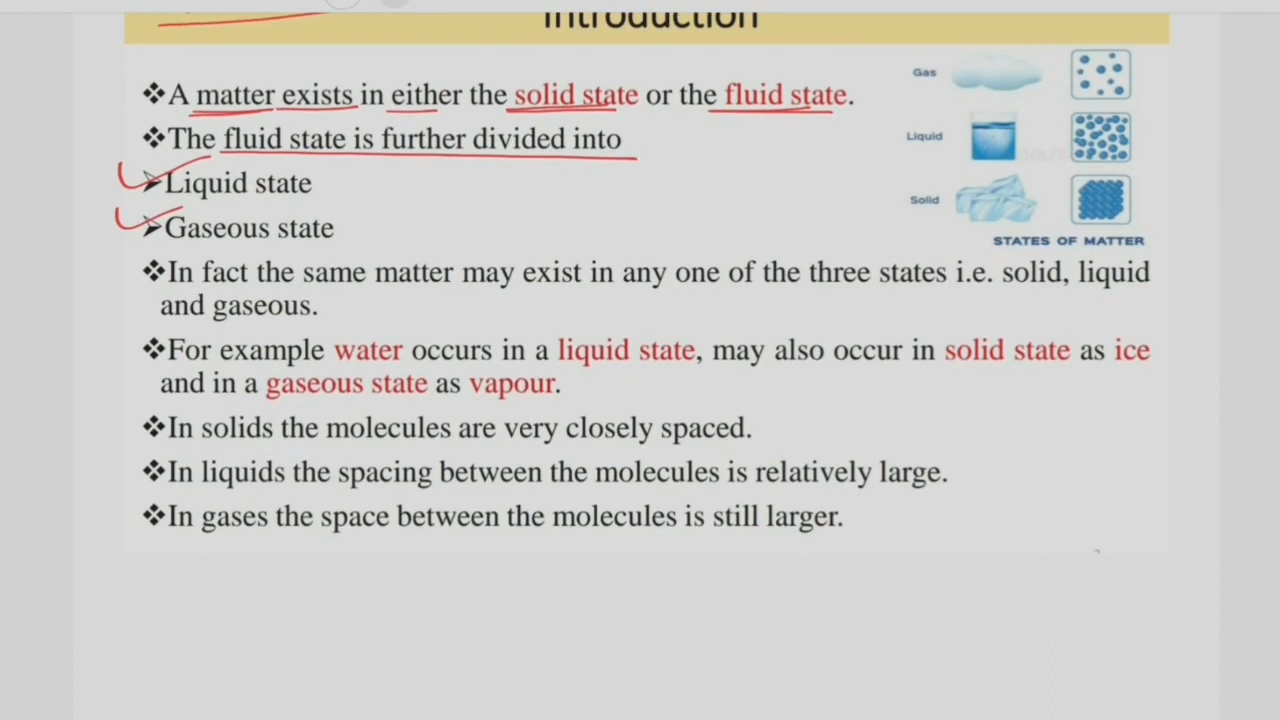 Introduction
❖A matter exists in either the solid state or the fluid state.
❖The fluid state is further divided into
➢Liquid state
➢Gaseous state
Gas
Liquid
Solid
STATES OF MATTER
❖In fact the same matter may exist in any one of the three states i.e. solid, liquid
and gaseous.
❖For example water occurs in a liquid state, may also occur in solid state as ice
and in a gaseous state as vapour.
❖In solids the molecules are very closely spaced.
❖In liquids the spacing between the molecules is relatively large.
❖In gases the space between the molecules is still larger.